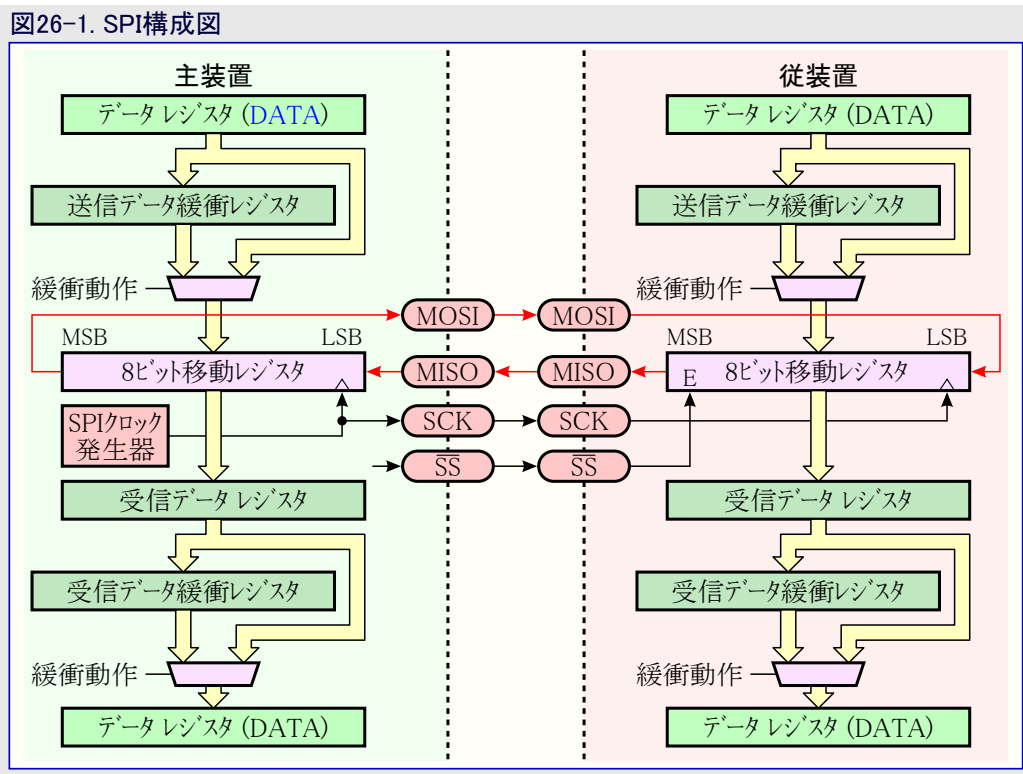 図26-1. SPI構成図
主装置
従装置
データ レジスタ (DATA)
データ レジスタ (DATA)
送信データ緩衝レジスタ
送信データ緩衝レジスタ
緩衝動作
緩衝動作
MOSI
MOSI
MSB
LSB
MSB
LSB
8ビット移動レジスタ
MISO
MISO
E
8ビット移動レジスタ
SPIクロック
発生器
SCK
SCK
SS
SS
受信データ レジスタ
受信データ レジスタ
受信データ緩衝レジスタ
受信データ緩衝レジスタ
緩衝動作
緩衝動作
データ レジスタ (DATA)
データ レジスタ (DATA)